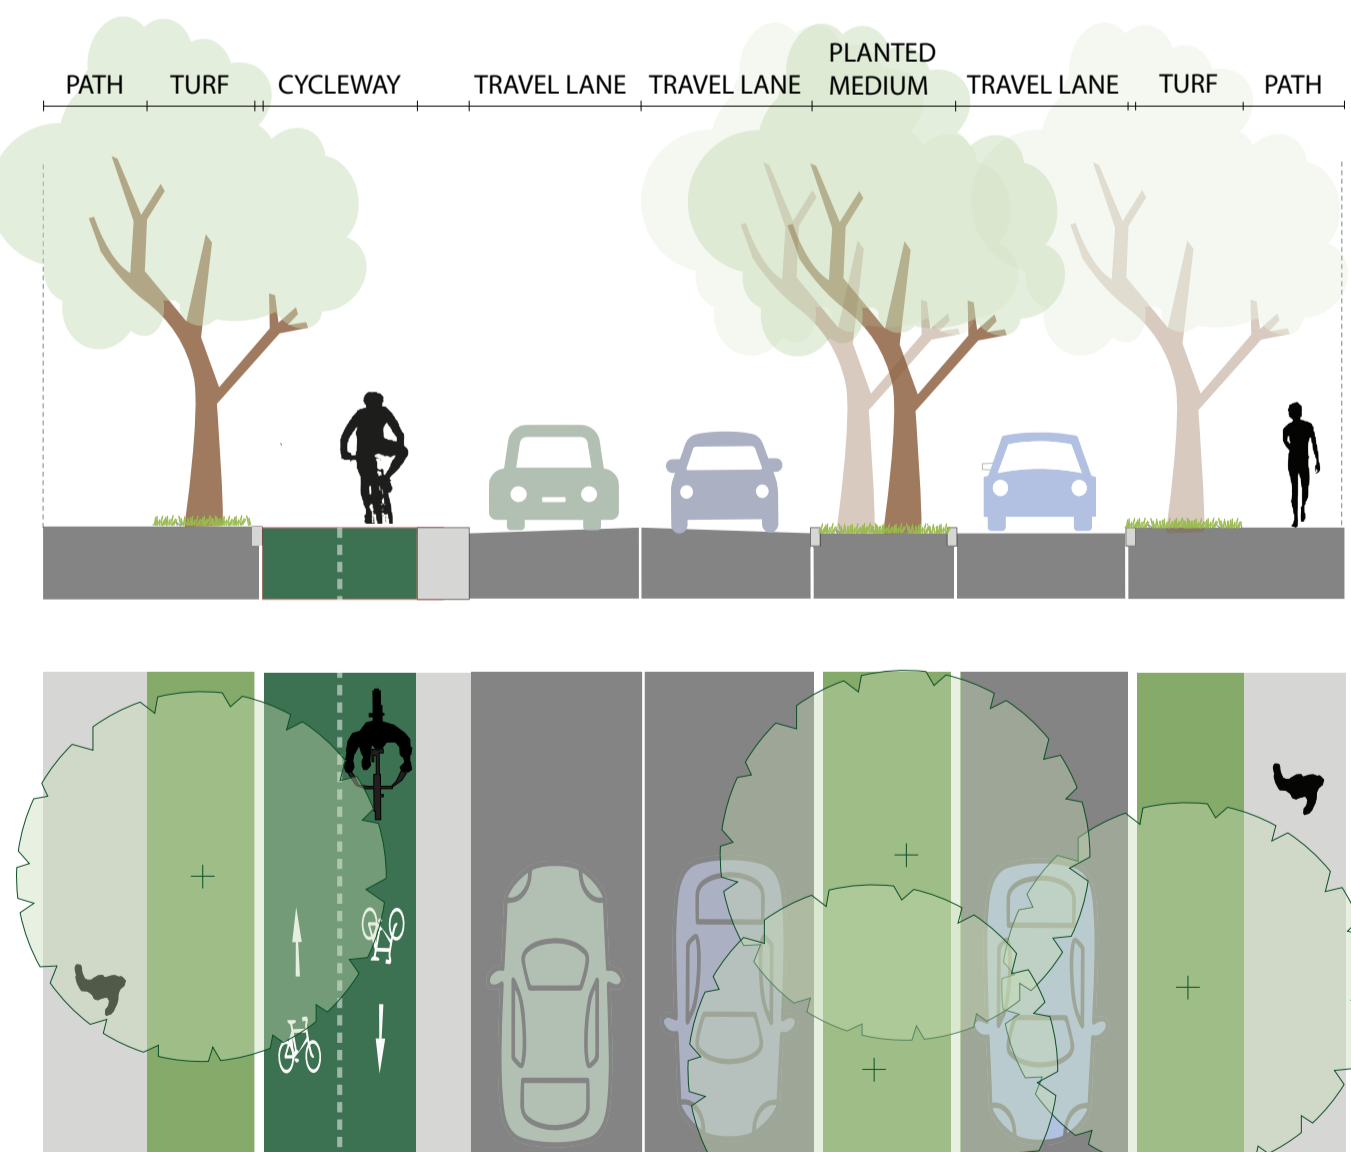 PATH
TURF
CYCLEWAY
TRAVEL LANE
TRAVEL LANE
PLANTED
MEDIUM
TRAVEL LANE
TURF
PATH